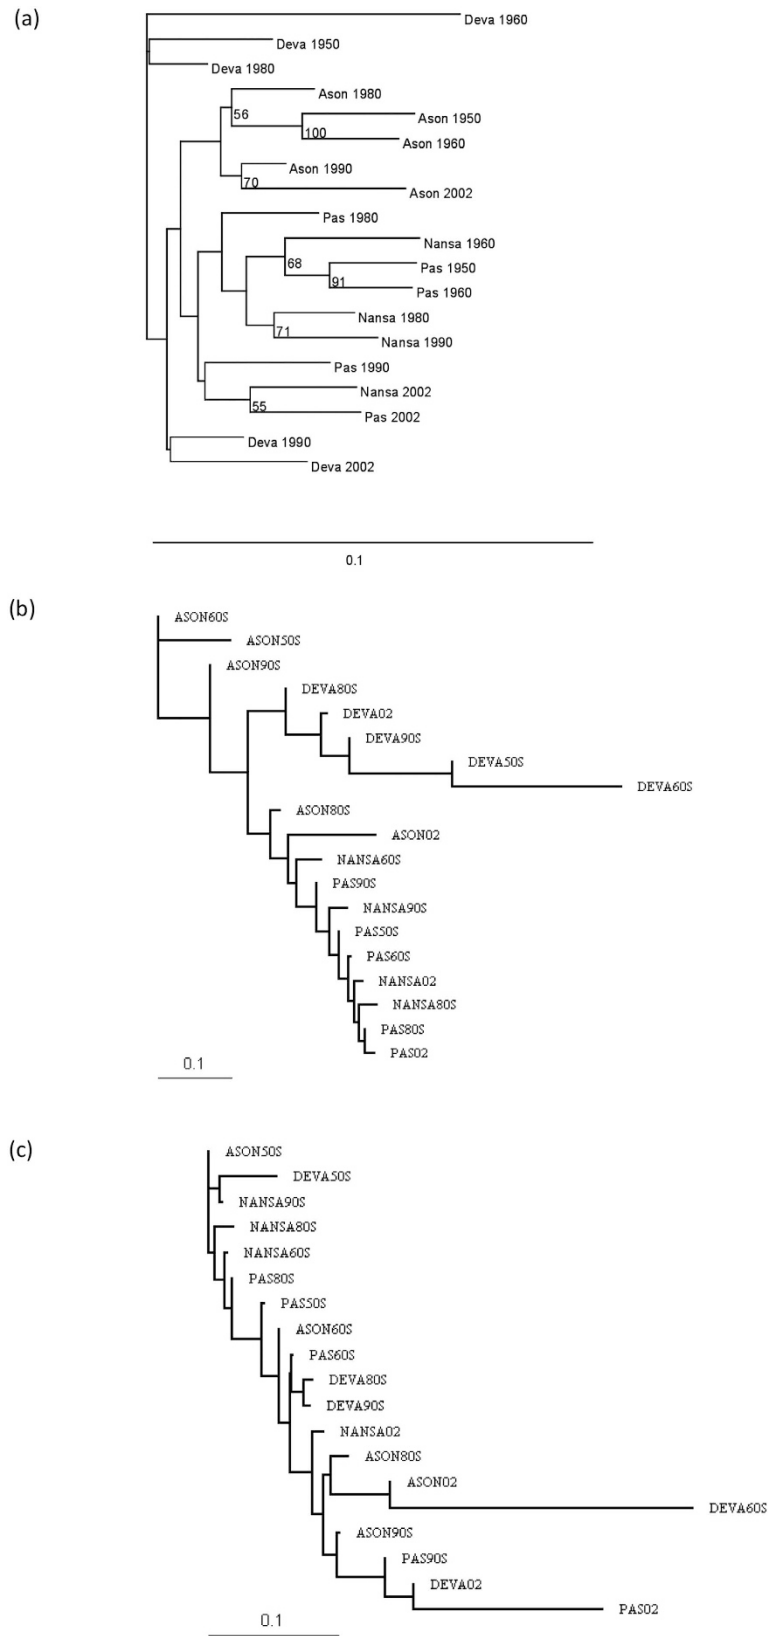 (a)
Deva 1960
Deva 1950
Deva 1980
Ason 1980
56
Ason 1950
100
Ason 1960
Ason 1990
70
Ason 2002
Pas 1980
Nansa 1960
68
Pas 1950
91
Pas 1960
Nansa 1980
71
Nansa 1990
Pas 1990
Nansa 2002
55
Pas 2002
Deva 1990
Deva 2002
0.1
(b)
ASON60S
ASON50S
ASON90S
DEVA80S
DEVA02
DEVA90S
DEVA50S
DEVA60S
ASON80S
ASON02
NANSA60S
PAS90S
NANSA90S
PAS50S
PAS60S
NANSA02
NANSA80S
PAS80S
PAS02
0.1
(c)
ASON50S
DEVA50S
NANSA90S
NANSA80S
NANSA60S
PAS80S
PAS50S
ASON60S
PAS60S
DEVA80S
DEVA90S
NANSA02
ASON80S
ASON02
DEVA60S
ASON90S
PAS90S
DEVA02
PAS02
0.1